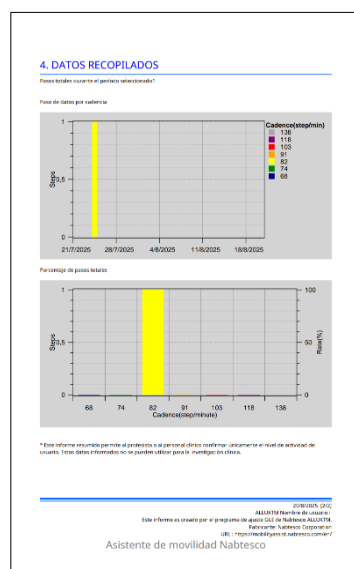 4. DATOS RECOPILADOS
Pasos totales durante el período seleccionado1
Paso de datos por cadencia
Cadence(step/min)
138
118
103
91
82
74
68
Steps
1
0,5
0
21/7/2025 28/7/2025 4/8/2025 11/8/2025 18/8/2025
Porcentaje de pasos totales
Steps
1
0,5
0
100
50
0
Rate(%)
68 74 82 91 103 118 138
Cadence(step/minute)
* Este informe resumido permite al protesista o al personal clínico confirmar únicamente el nivel de actividad de
usuario. Estos datos informados no se pueden utilizar para la investigación clínica.
20/8/2025 [2/2]
ALLUXTM Nombre de usuario :
Este informe es creado por el programa de ajuste GUI de Nabtesco ALLUXTM.
Fabricante: Nabtesco Corporation
URL : https://mobilityassist.nabtesco.com/en/
Asistente de movilidad Nabtesco